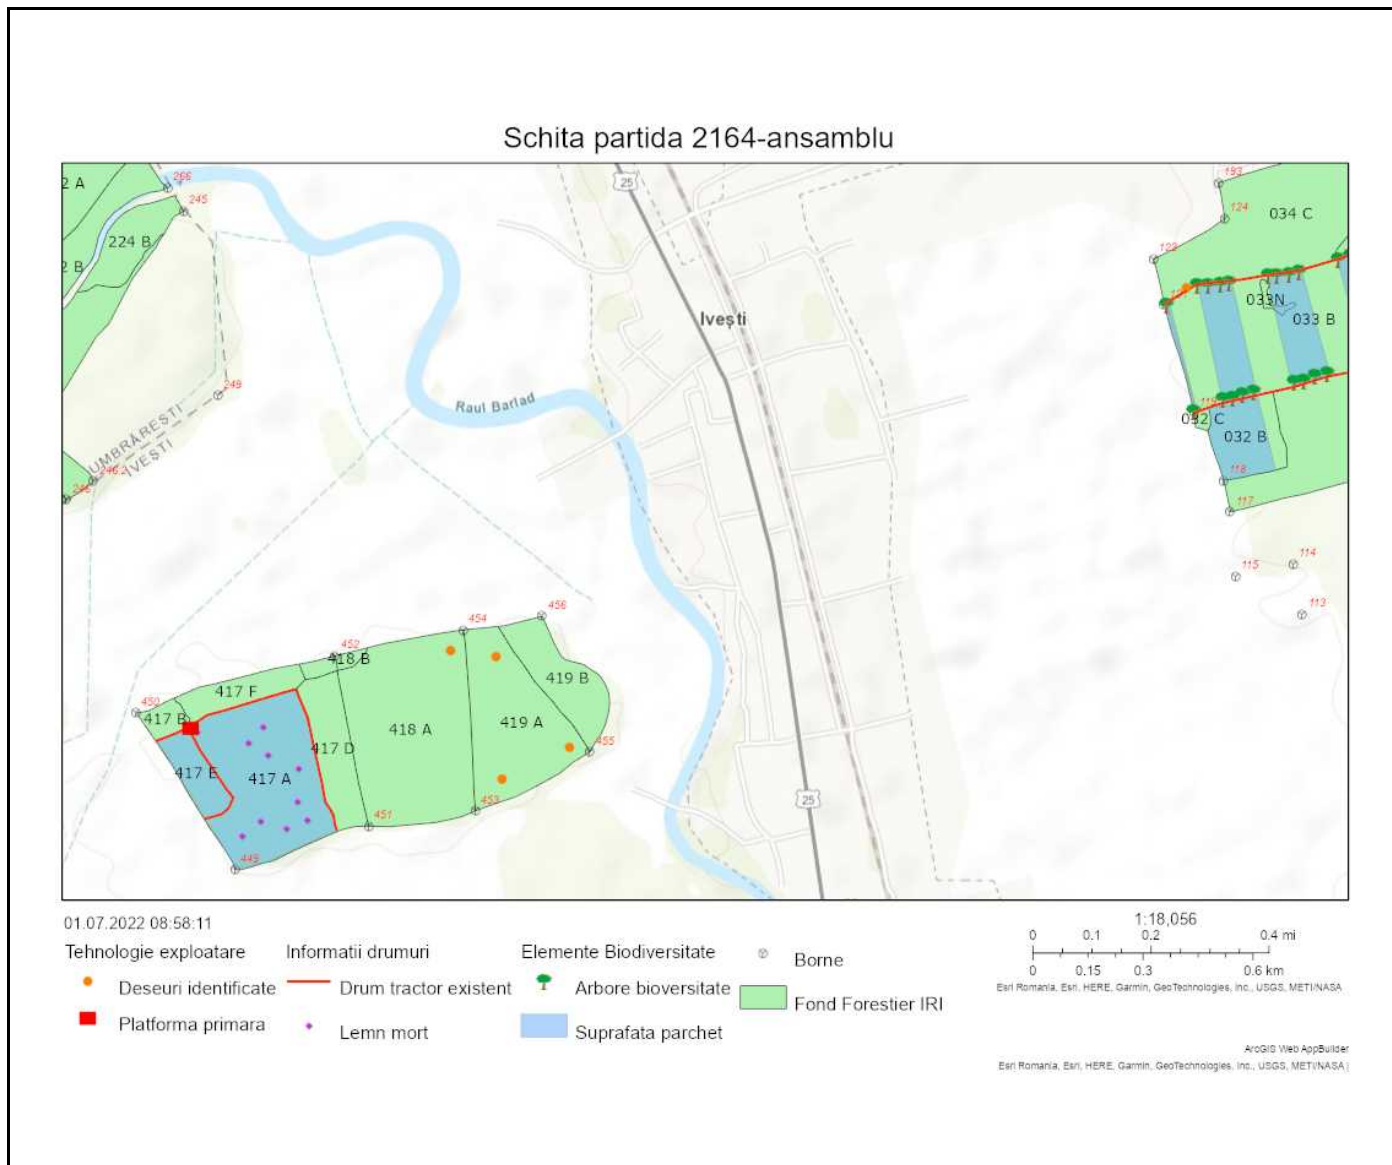 Schita partida 2164-ansamblu
2 A
266
245
224 B
2 B
249
UMBRĂREȘTI
IVEȘTI
246.2
246
25
Raul Barlad
Ivești
193
124
034 C
123
033N
033 B
119
032 C
032 B
118
117
115
114
113
456
454
452
418 B
417 F
450
417 B
419 B
418 A
419 A
417 D
455
417 E
417 A
453
451
449
25
01.07.2022 08:58:11
1:18,056
0 0.1 0.2 0.4 mi
0 0.15 0.3 0.6 km
Esri Romania, Esri, HERE, Garmin, GeoTechnologies, Inc., USGS, METI/NASA
Tehnologie exploatare
Deseuri identificate
Platforma primara
Informatii drumuri
Drum tractor existent
Lemn mort
Elemente Biodiversitate
Arbore bioversitate
Suprafata parchet
Borne
Fond Forestier IRI
ArcGIS Web AppBuilder
Esri Romania, Esri, HERE, Garmin, GeoTechnologies, Inc., USGS, METI/NASA |